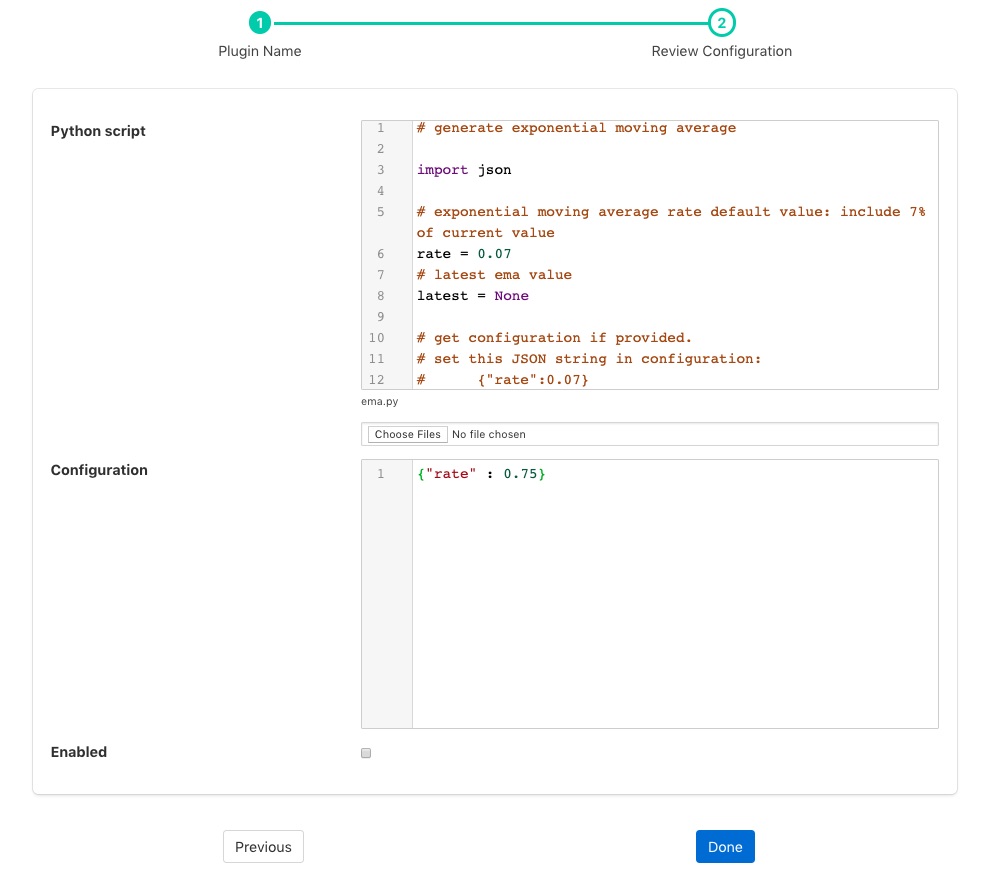 1
2
Plugin Name
Review Configuration
Python script
1 # generate exponential moving average
2
3 import json
4
5 # exponential moving average rate default value: include 7%
of current value
6 rate = 0.07
7 # latest ema value
8 latest = None
9
10 # get configuration if provided.
11 # set this JSON string in configuration:
12 #      {"rate":0.07}
ema.py
Choose Files No file chosen
Configuration
1 {"rate" : 0.75}
Enabled
Previous
Done